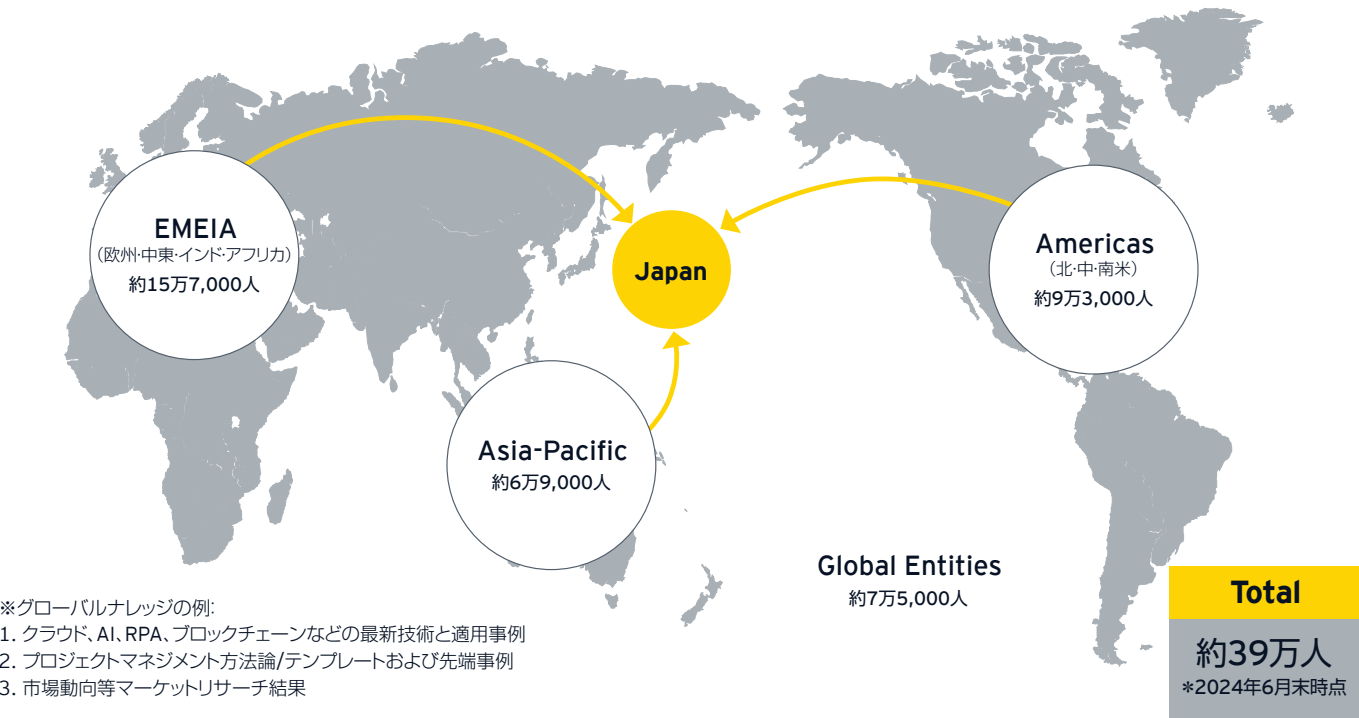 EMEIA
(欧州・中東・インド・アフリカ)
約15万7,000人
Japan
Americas
(北・中・南米)
約9万3,000人
Asia-Pacific
約6万9,000人
Global Entities
約7万5,000人
Total
約39万人
*2024年6月末時点
※グローバルナレッジの例:
1. クラウド、AI、RPA、ブロックチェーンなどの最新技術と適用事例
2. プロジェクトマネジメント方法論/テンプレートおよび先端事例
3. 市場動向等マーケットリサーチ結果